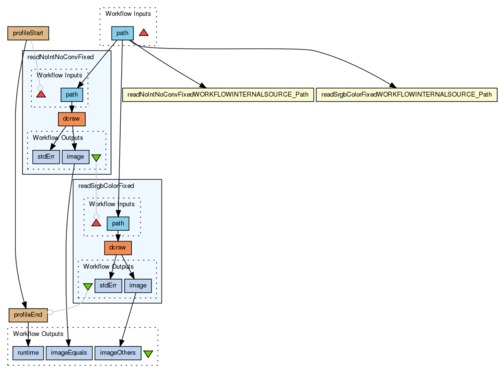 Workflow Inputs
profileStart
path
readNoIntNoConvFixed
Workflow Inputs
path
readNoIntNoConvFixedWORKFLOWINTERNALSOURCE_Path
readSrgbColorFixedWORKFLOWINTERNALSOURCE_Path
dcraw
Workflow Outputs
stdErr
image
readSrgbColorFixed
Workflow Inputs
path
dcraw
Workflow Outputs
stdErr
image
profileEnd
Workflow Outputs
runtime
imageEquals
imageOthers